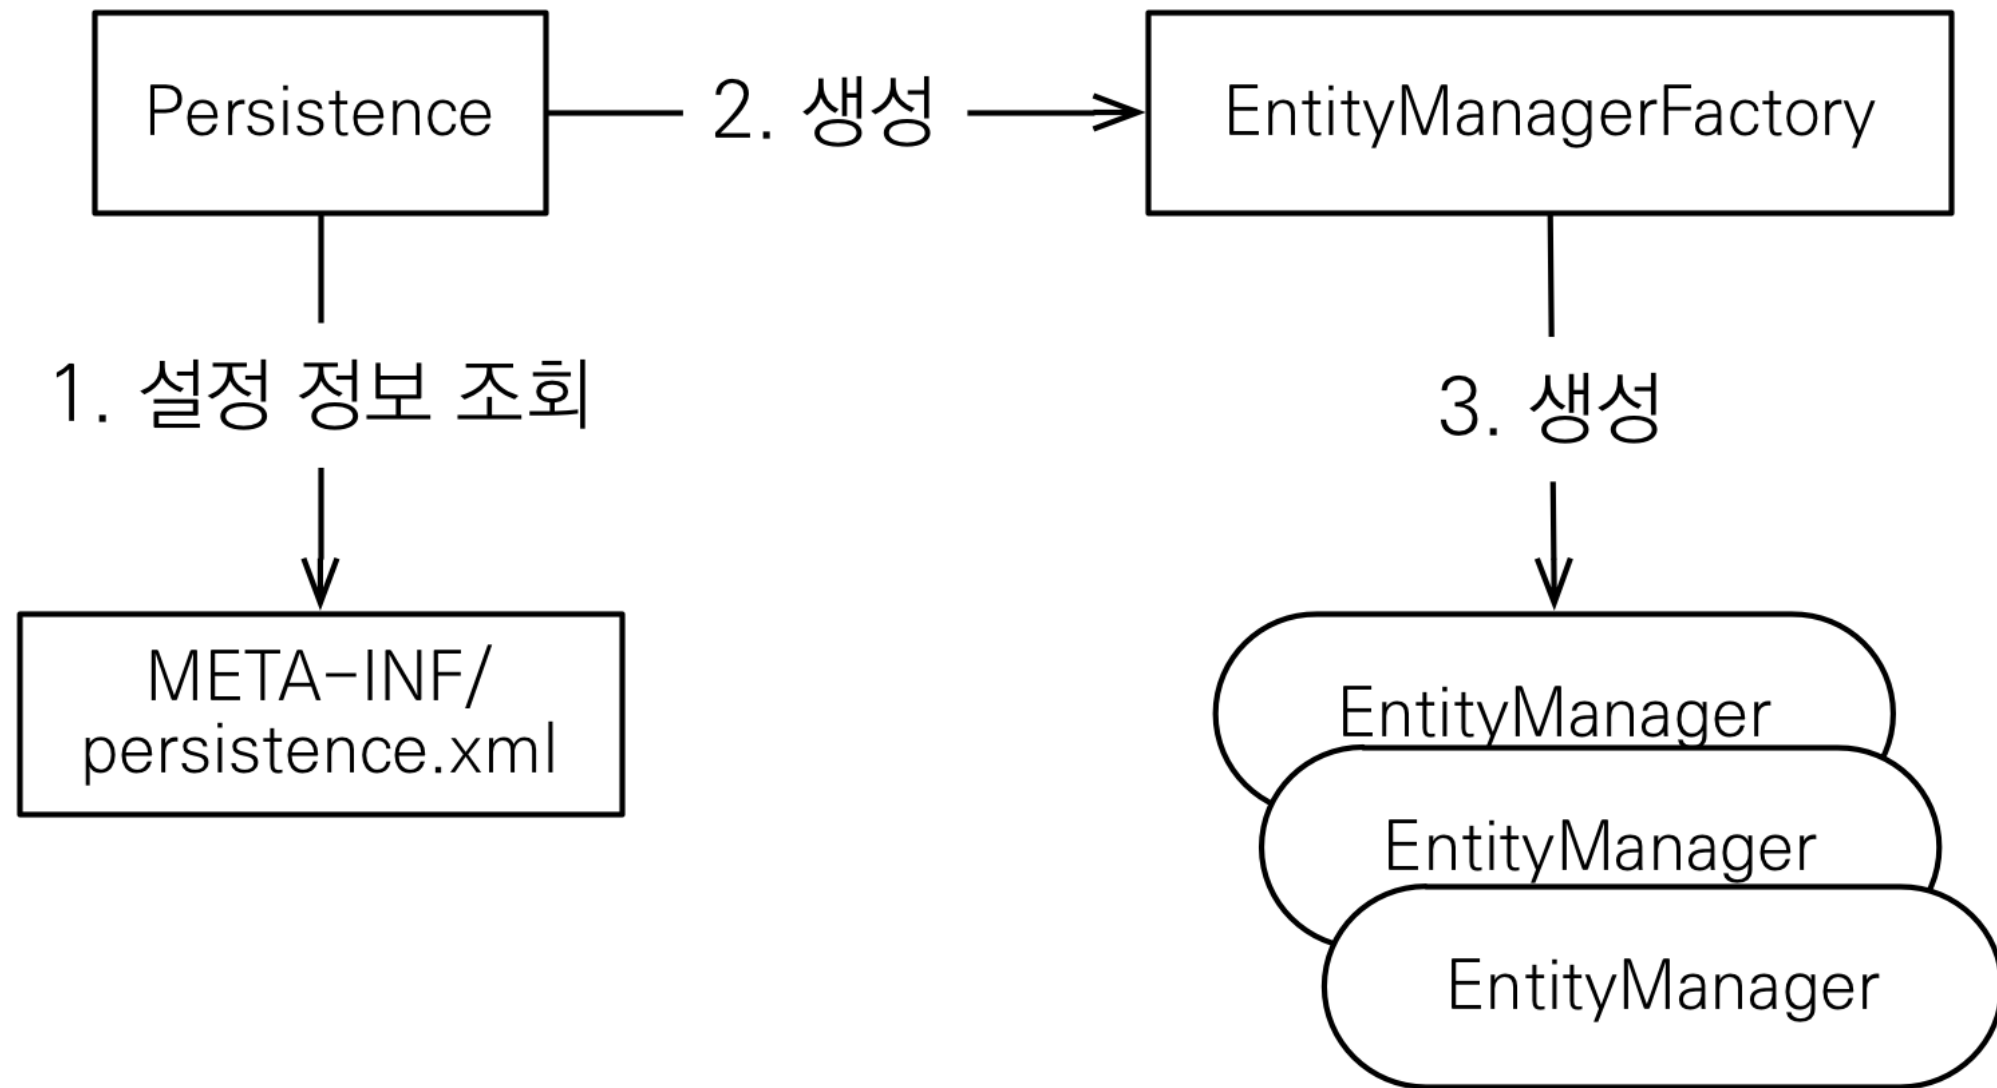 Persistence
2. 생성
EntityManagerFactory
1. 설정 정보 조회
3. 생성
META-INF/
persistence.xml
EntityManager
EntityManager
EntityManager